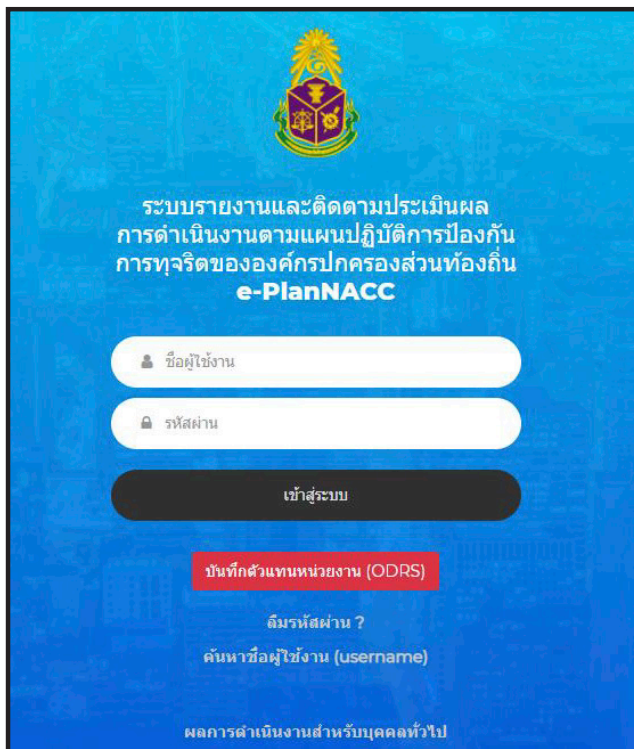 ระบบรายงานและติดตามประเมินผล
การดำเนินงานตามแผนปฏิบัติการป้องกัน
การทุจริตขององค์กรปกครองส่วนท้องถิ่น
e-PlanNACC
ชื่อผู้ใช้งาน
รหัสผ่าน
เข้าสู่ระบบ
บันทึกตัวแทนหน่วยงาน (ODRS)
ลืมรหัสผ่าน ?
ค้นหาชื่อผู้ใช้งาน (username)
ผลการดำเนินงานสำหรับบุคคลทั่วไป